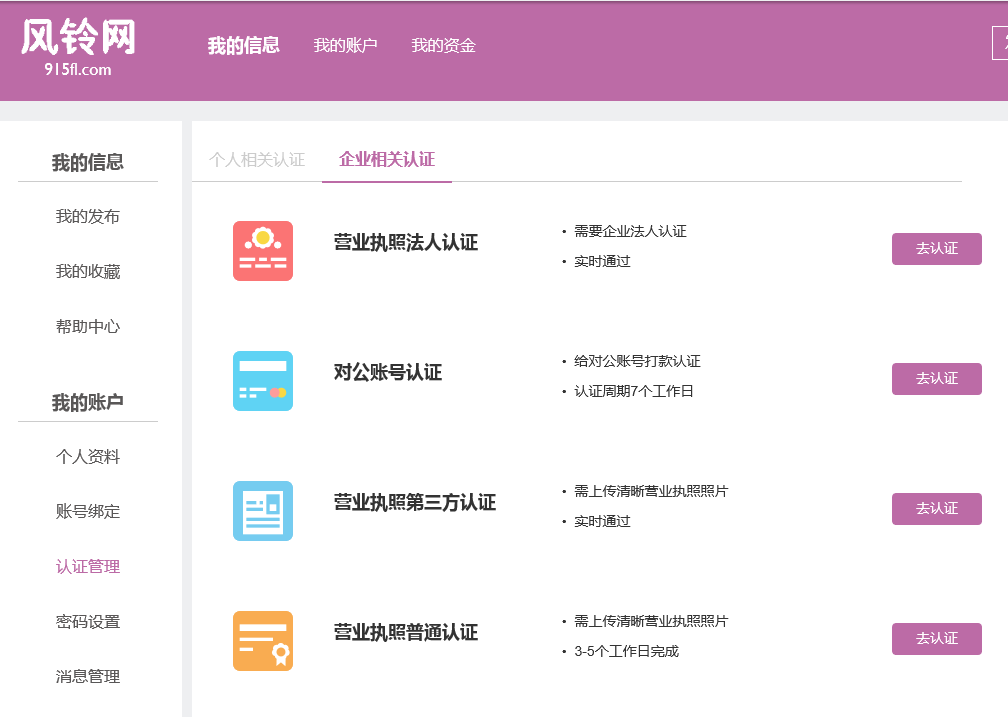 风铃网
915fl.com
我的信息
我的账户
我的资金
我的信息
我的发布
我的收藏
帮助中心
我的账户
个人资料
账号绑定
认证管理
密码设置
消息管理
个人相关认证
企业相关认证
营业执照法人认证
• 需要企业法人认证
• 实时通过
去认证
对公账号认证
• 给对公账号打款认证
• 认证周期7个工作日
去认证
营业执照第三方认证
• 需上传清晰营业执照照片
• 实时通过
去认证
营业执照普通认证
• 需上传清晰营业执照照片
• 3-5个工作日完成
去认证